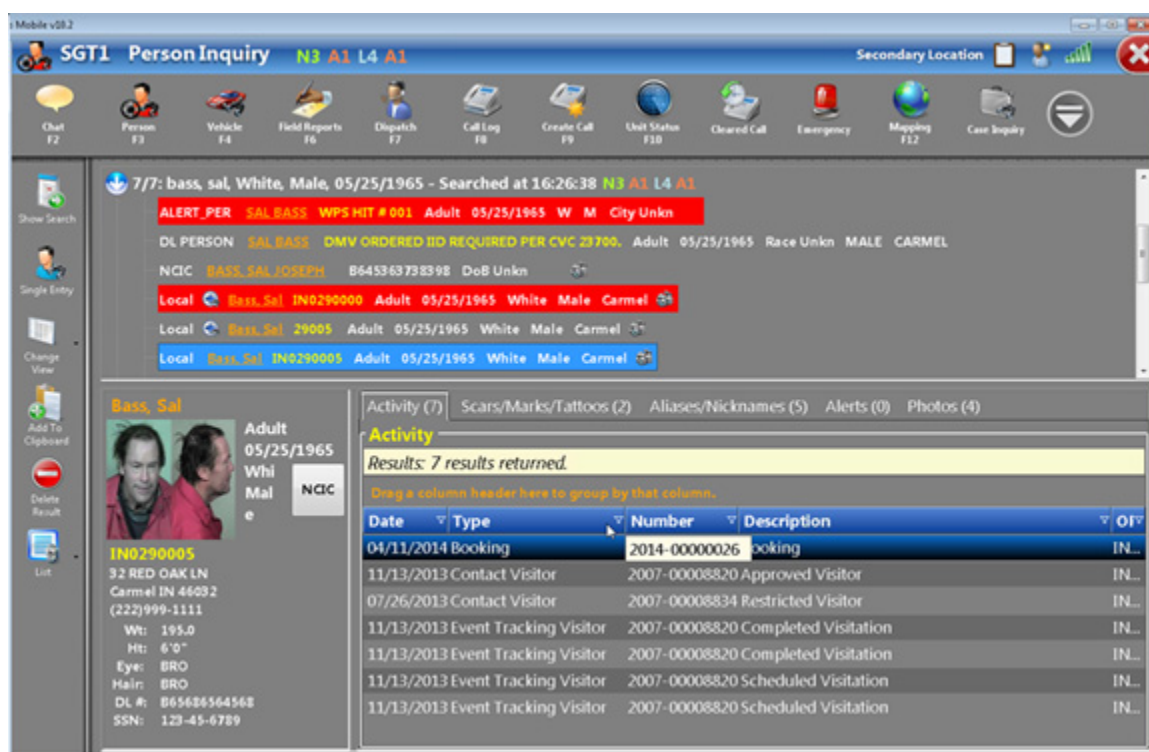 : Mobile v10.2
SGT1 Person Inquiry N3 A1 L4 A1 Secondary Location
Chat F2
Person F3
Vehicle F4
Field Reports F6
Dispatch F7
Call Log F8
Create Call F9
Unit Status F10
Cleared Call
Emergency
Mapping F12
Case Inquiry
Show Search
Single Entry
Change View
Add To Clipboard
Delete Result
List
7/7: bass, sal, White, Male, 05/25/1965 - Searched at 16:26:38 N3 A1 L4 A1
ALERT_PER SAL BASS WPS HIT # 001 Adult 05/25/1965 W M City Unkn
DL PERSON SAL BASS DMV ORDERED IID REQUIRED PER CVC 23700. Adult 05/25/1965 Race Unkn MALE CARMEL
NCIC BASS, SAL JOSEPH B645363738398 DoB Unkn
Local Bass, Sal IN0290000 Adult 05/25/1965 White Male Carmel
Local Bass, Sal 29005 Adult 05/25/1965 White Male Carmel
Local Bass, Sal IN0290005 Adult 05/25/1965 White Male Carmel
Bass, Sal
Adult
05/25/1965
Whi
Mal
e
NCIC
IN0290005
32 RED OAK LN
Carmel IN 46032
(222)999-1111
Wt: 195.0
Ht: 6'0"
Eye: BRO
Hair: BRO
DL #: B65686564568
SSN: 123-45-6789
Activity (7) Scars/Marks/Tattoos (2) Aliases/Nicknames (5) Alerts (0) Photos (4)
Activity
Results: 7 results returned.
Drag a column header here to group by that column.
Date Type Number Description OR
04/11/2014 Booking 2014-00000026 ooking IN...
11/13/2013 Contact Visitor 2007-00008820 Approved Visitor IN...
07/26/2013 Contact Visitor 2007-00008834 Restricted Visitor IN...
11/13/2013 Event Tracking Visitor 2007-00008820 Completed Visitation IN...
11/13/2013 Event Tracking Visitor 2007-00008820 Completed Visitation IN...
11/13/2013 Event Tracking Visitor 2007-00008820 Scheduled Visitation IN...
11/13/2013 Event Tracking Visitor 2007-00008820 Scheduled Visitation IN...